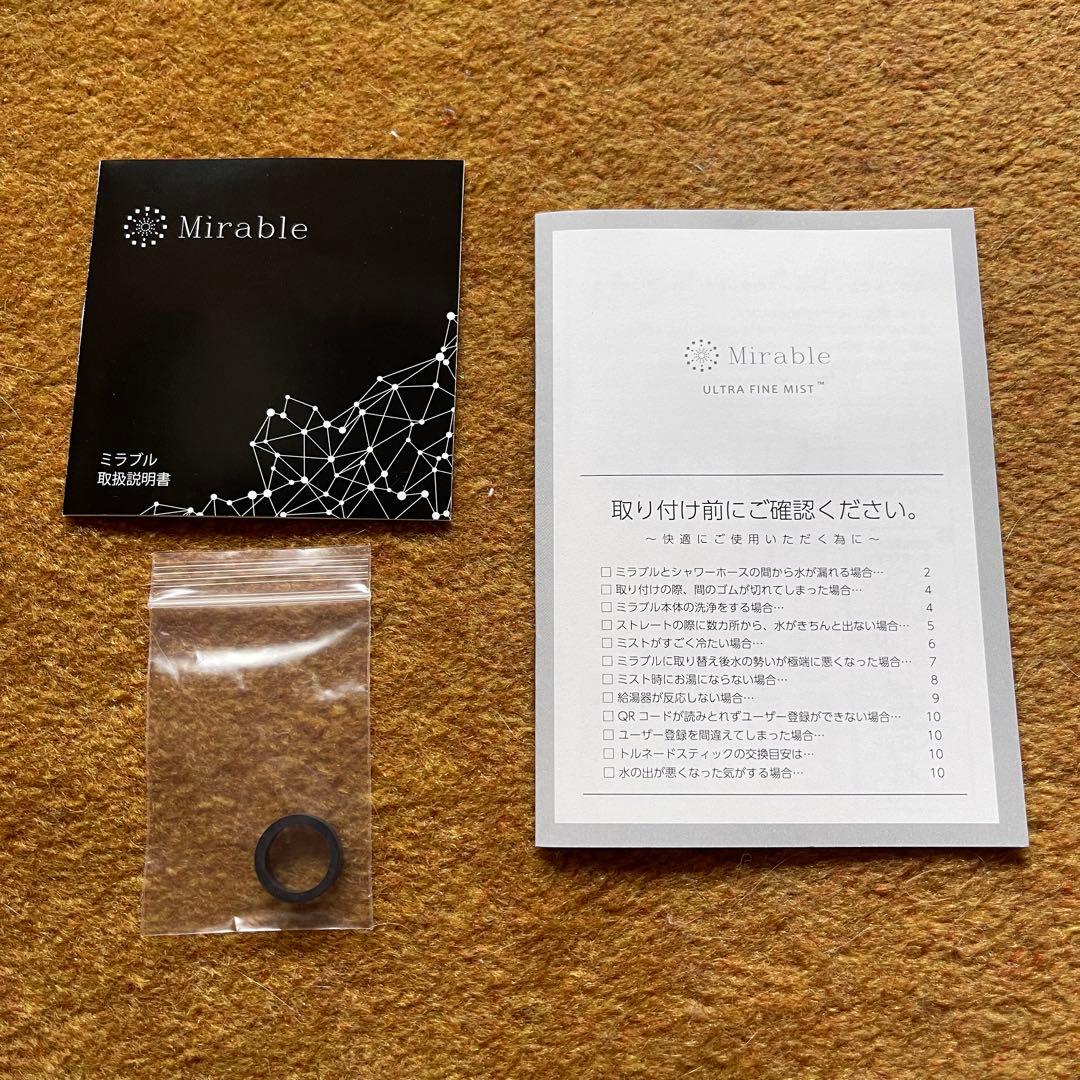 Mirable
ミラブル
取扱説明書
Mirable
ULTRA FINE MIST™
取り付け前にご確認ください。
～快適にご使用いただく為に～
□ ミラブルとシャワーホースの間から水が漏れる場合… 2
□ 取り付けの際、間のゴムが切れてしまった場合… 4
□ ミラブル本体の洗浄をする場合… 4
□ ストレートの際に数カ所から、水がきちんと出ない場合… 5
□ ミストがすごく冷たい場合… 6
□ ミラブルに取り替え後水の勢いが極端に悪くなった場合… 7
□ ミスト時にお湯にならない場合… 8
□ 給湯器が反応しない場合… 9
□ QRコードが読みとれずユーザー登録ができない場合… 10
□ ユーザー登録を間違えてしまった場合… 10
□ トルネードスティックの交換目安は… 10
□ 水の出が悪くなった気がする場合… 10